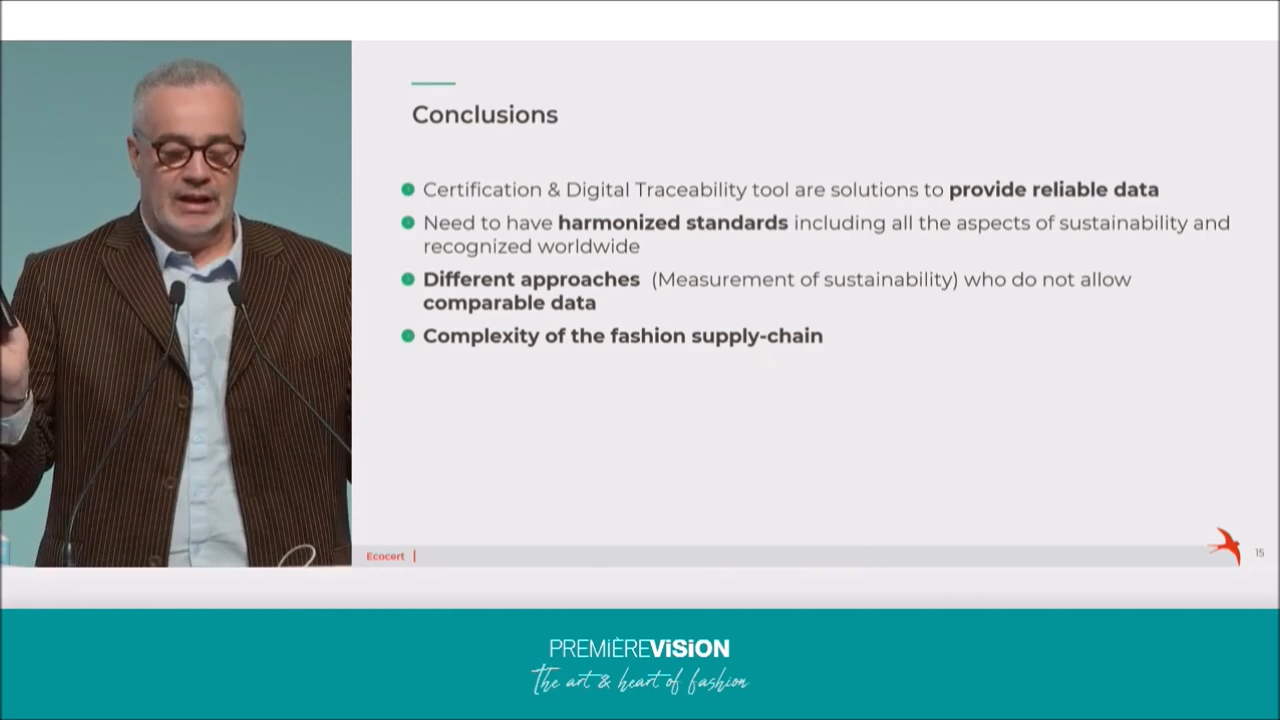 Conclusions
Certification & Digital Traceability tool are solutions to provide reliable data
Need to have harmonized standards including all the aspects of sustainability and
recognized worldwide
Different approaches (Measurement of sustainability) who do not allow
comparable data
Complexity of the fashion supply-chain
Ecocert |
15
PREMIÈREVISION
The art & heart of fashion